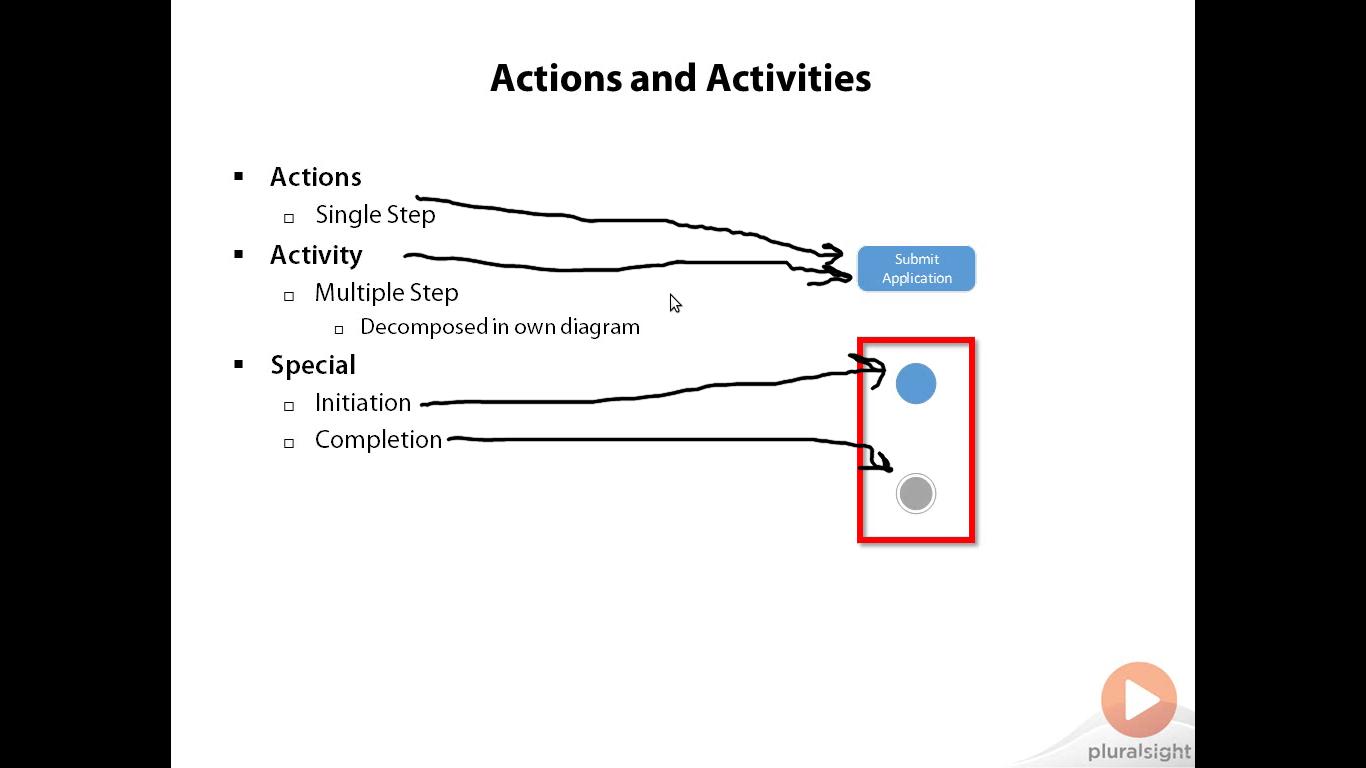 Actions and Activities
Actions
Single Step
Activity
Multiple Step
Decomposed in own diagram
Special
Initiation
Completion
Submit
Application
pluralsight